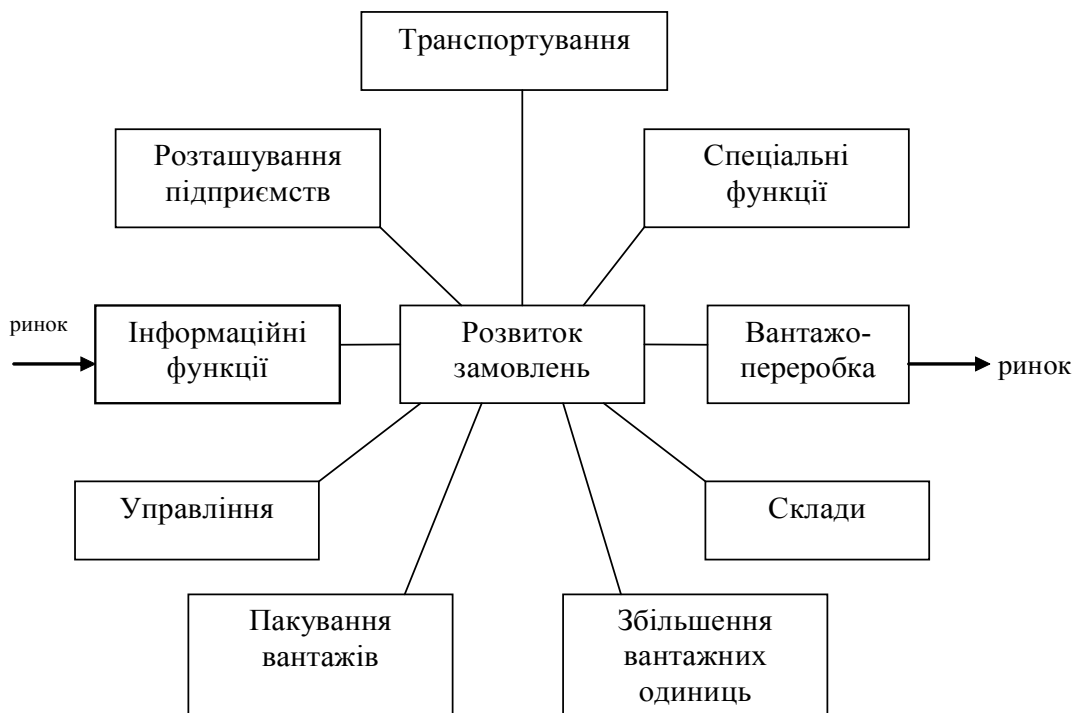 Транспортування
Розташування
підприємств
Спеціальні
функції
ринок
Інформаційні
функції
Розвиток
замовлень
Вантажо-
переробка
ринок
Управління
Склади
Пакування
вантажів
Збільшення
вантажних
одиниць